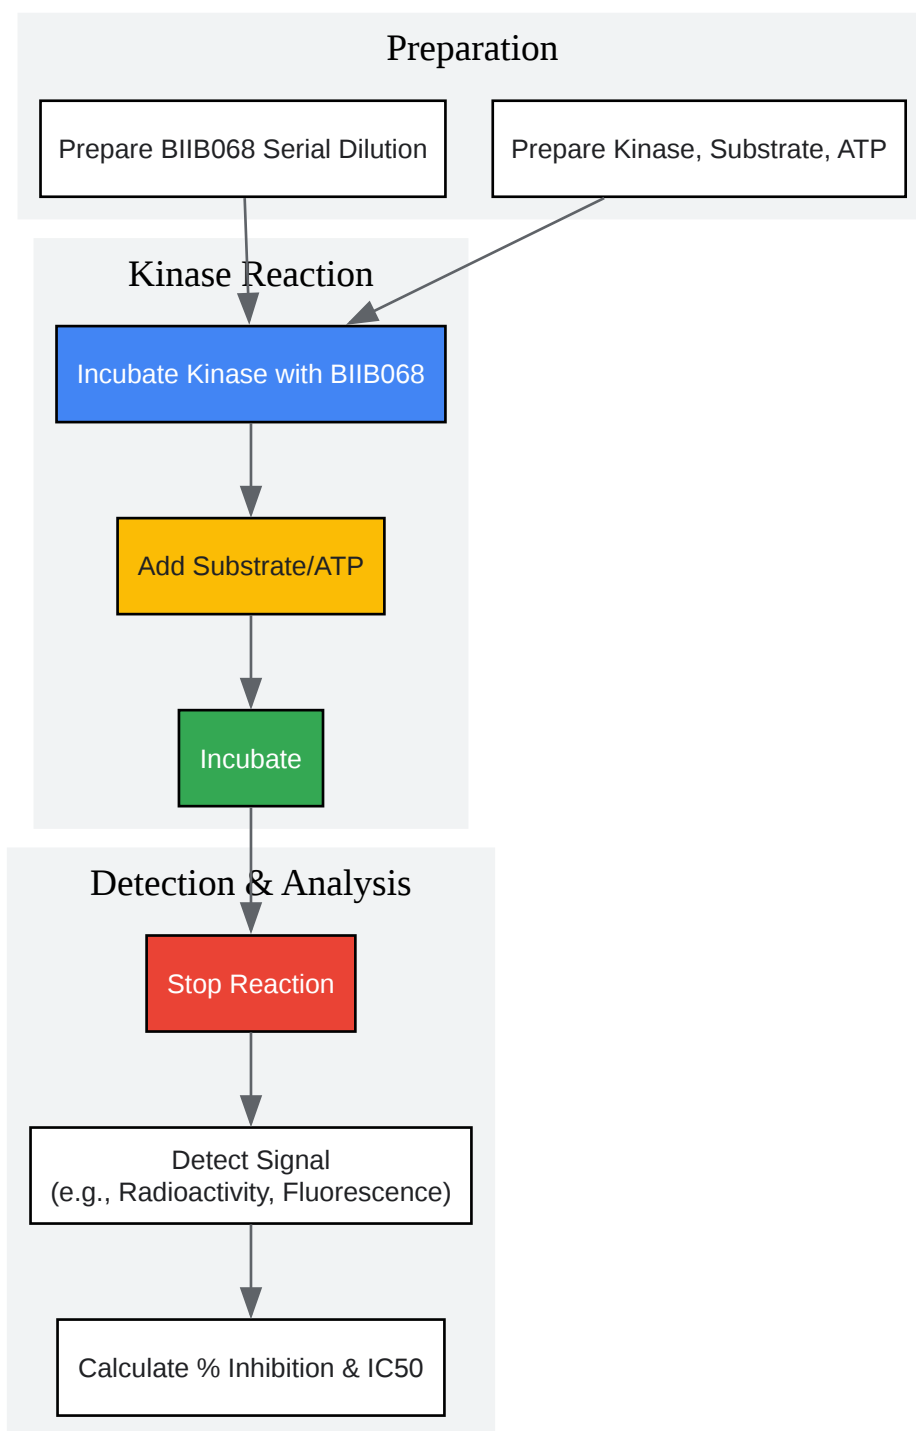 Preparation
Prepare BIIB068 Serial Dilution
Prepare Kinase, Substrate, ATP
Kinase Reaction
Incubate Kinase with BIIB068
Add Substrate/ATP
Incubate
Detection & Analysis
Stop Reaction
Detect Signal
(e.g., Radioactivity, Fluorescence)
Calculate % Inhibition & IC50